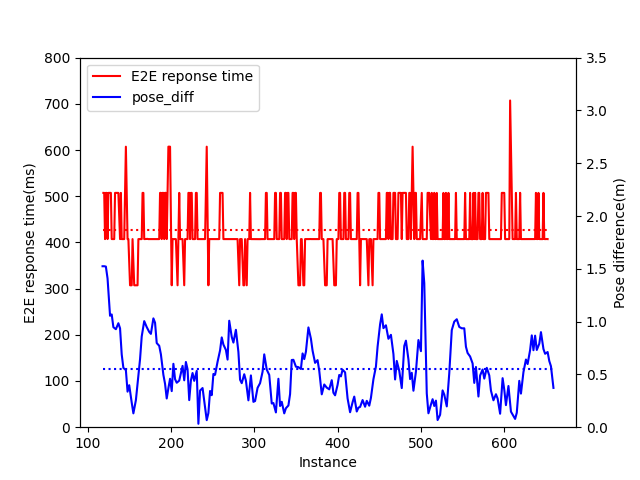 E2E reponse time
pose_diff
800
700
600
500
400
300
200
100
0
E2E response time(ms)
3.5
3.0
2.5
2.0
1.5
1.0
0.5
0.0
Pose difference(m)
100 200 300 400 500 600
Instance